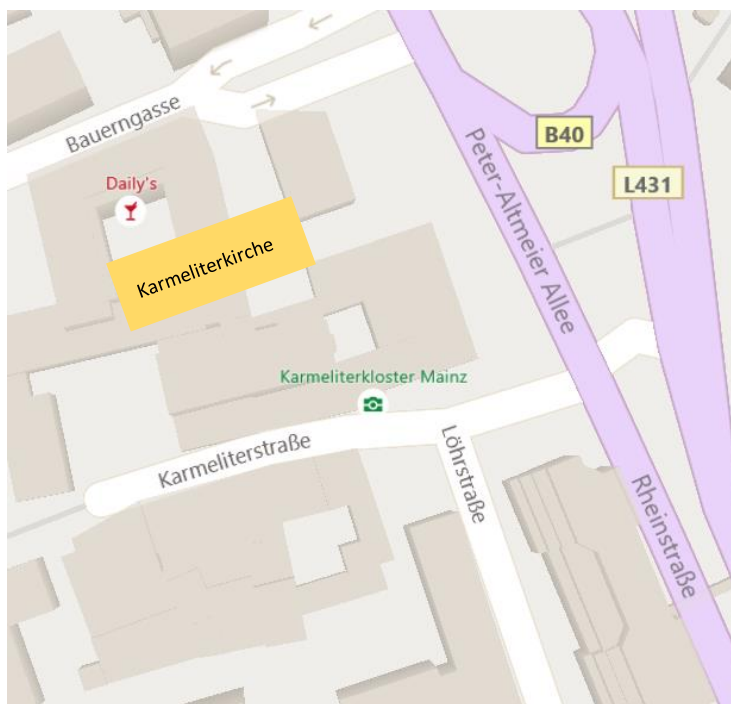 Bauerngasse
B40
Daily's
L431
Peter-Altmeier Allee
Karmeliterkirche
Karmeliterkloster Mainz
Karmeliterstraße
Löhrstraße
Rheinstraße